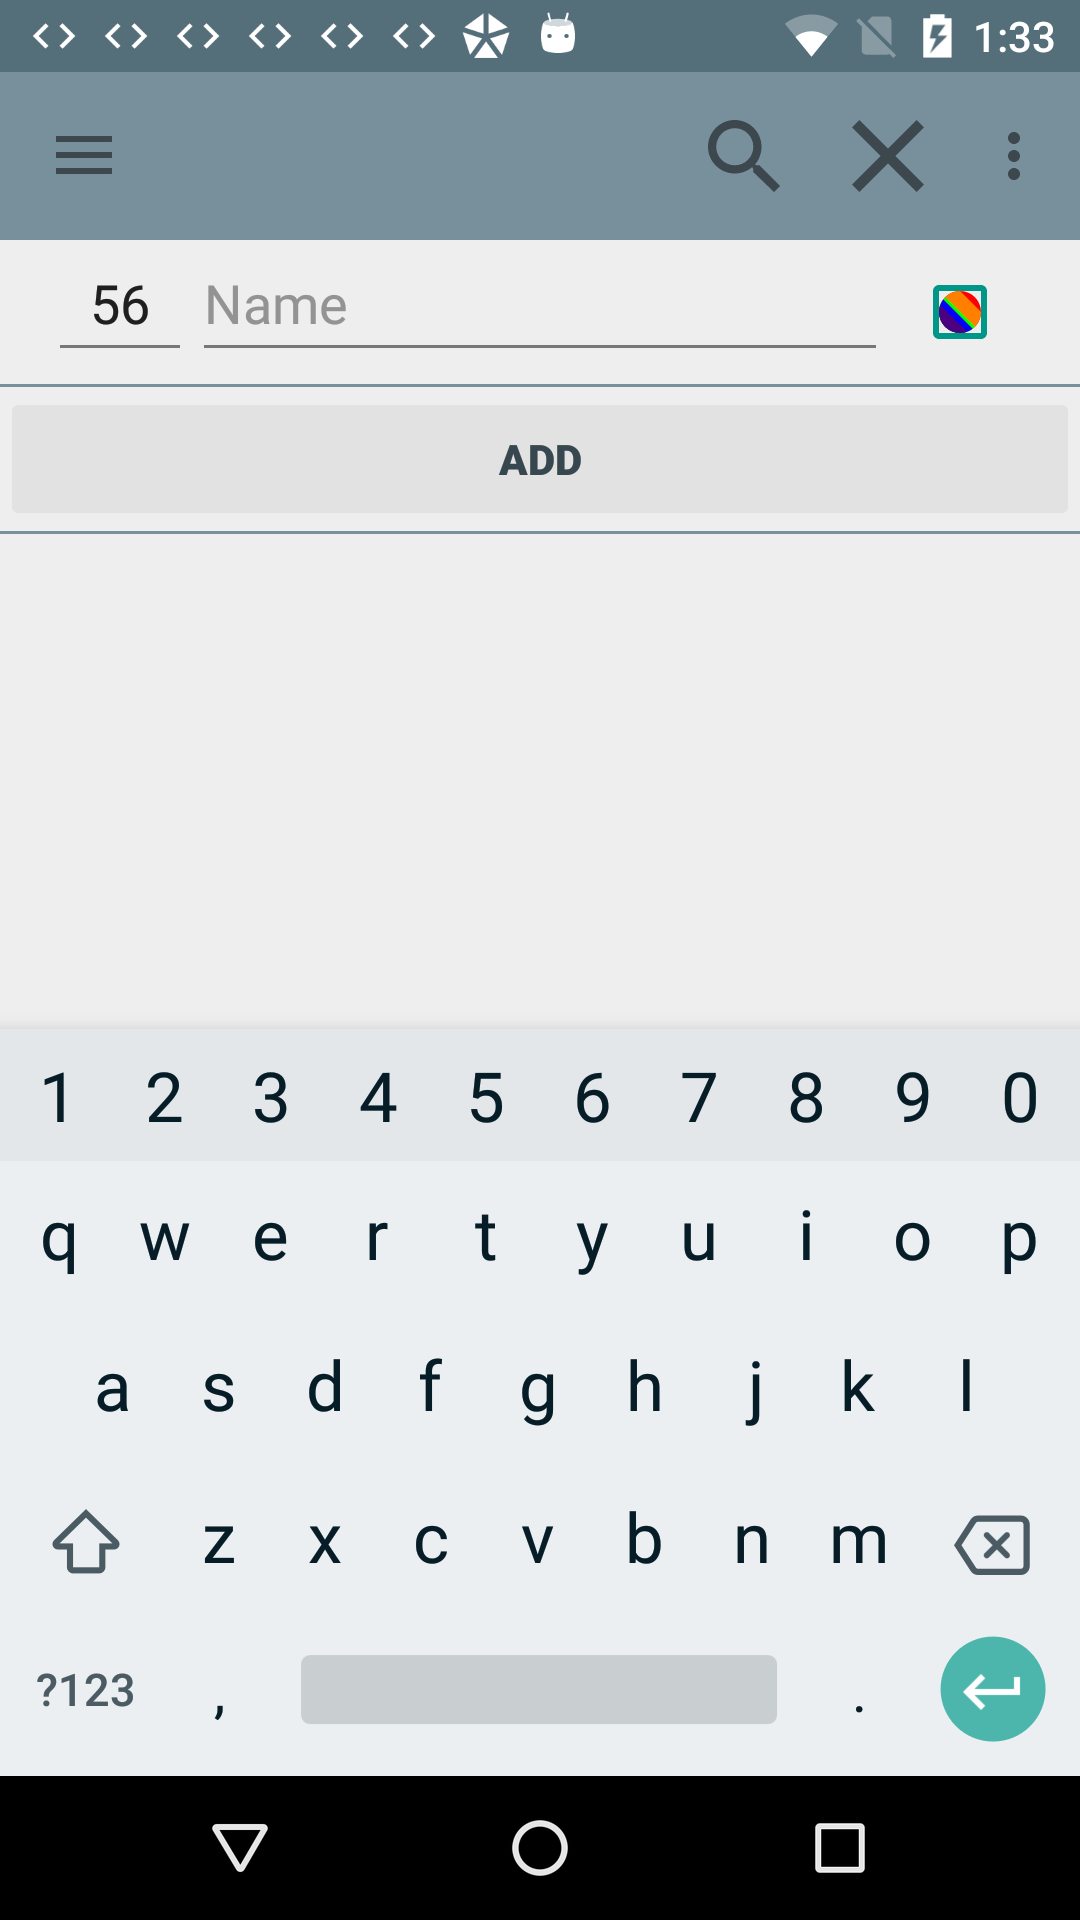 1:33
56 Name
ADD
1 2 3 4 5 6 7 8 9 0
q w e r t y u i o p
a s d f g h j k l
z x c v b n m
?123 , .